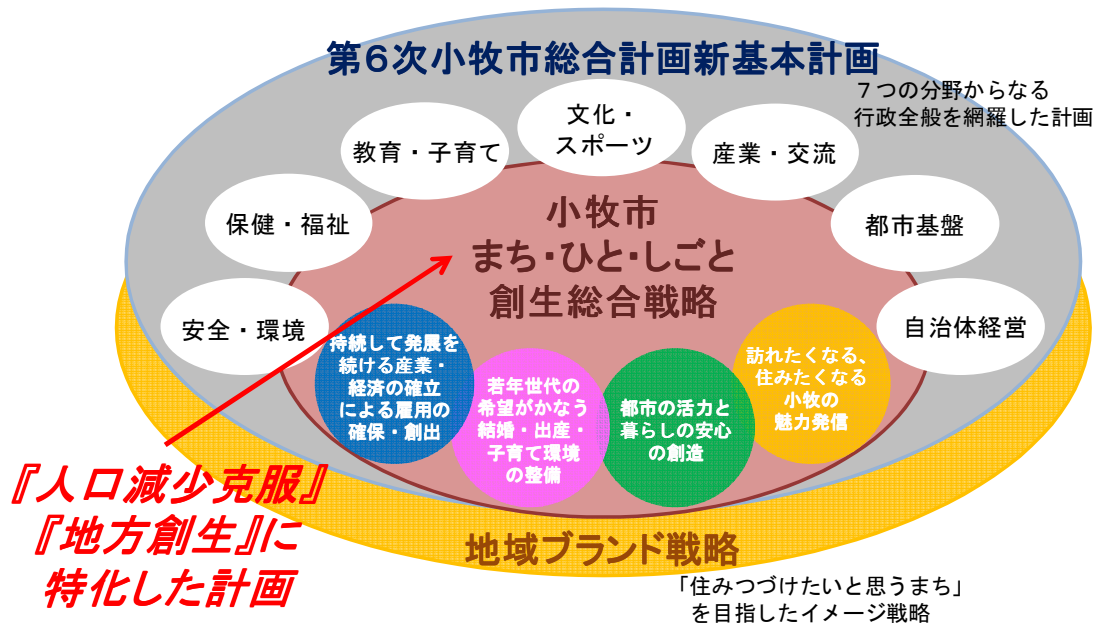 第６次小牧市総合計画新基本計画
７つの分野からなる
行政全般を網羅した計画
文化・
スポーツ
教育・子育て
産業・交流
保健・福祉
都市基盤
安全・環境
自治体経営
小牧市
まち・ひと・しごと
創生総合戦略
持続して発展を
続ける産業・
経済の確立
による雇用の
確保・創出
若年世代の
希望がかなう
結婚・出産・
子育て環境
の整備
都市の活力と
暮らしの安心
の創造
訪れたくなる、
住みたくなる
小牧の
魅力発信
『人口減少克服』
『地方創生』に
特化した計画
地域ブランド戦略
「住みつづけたいと思うまち」
を目指したイメージ戦略